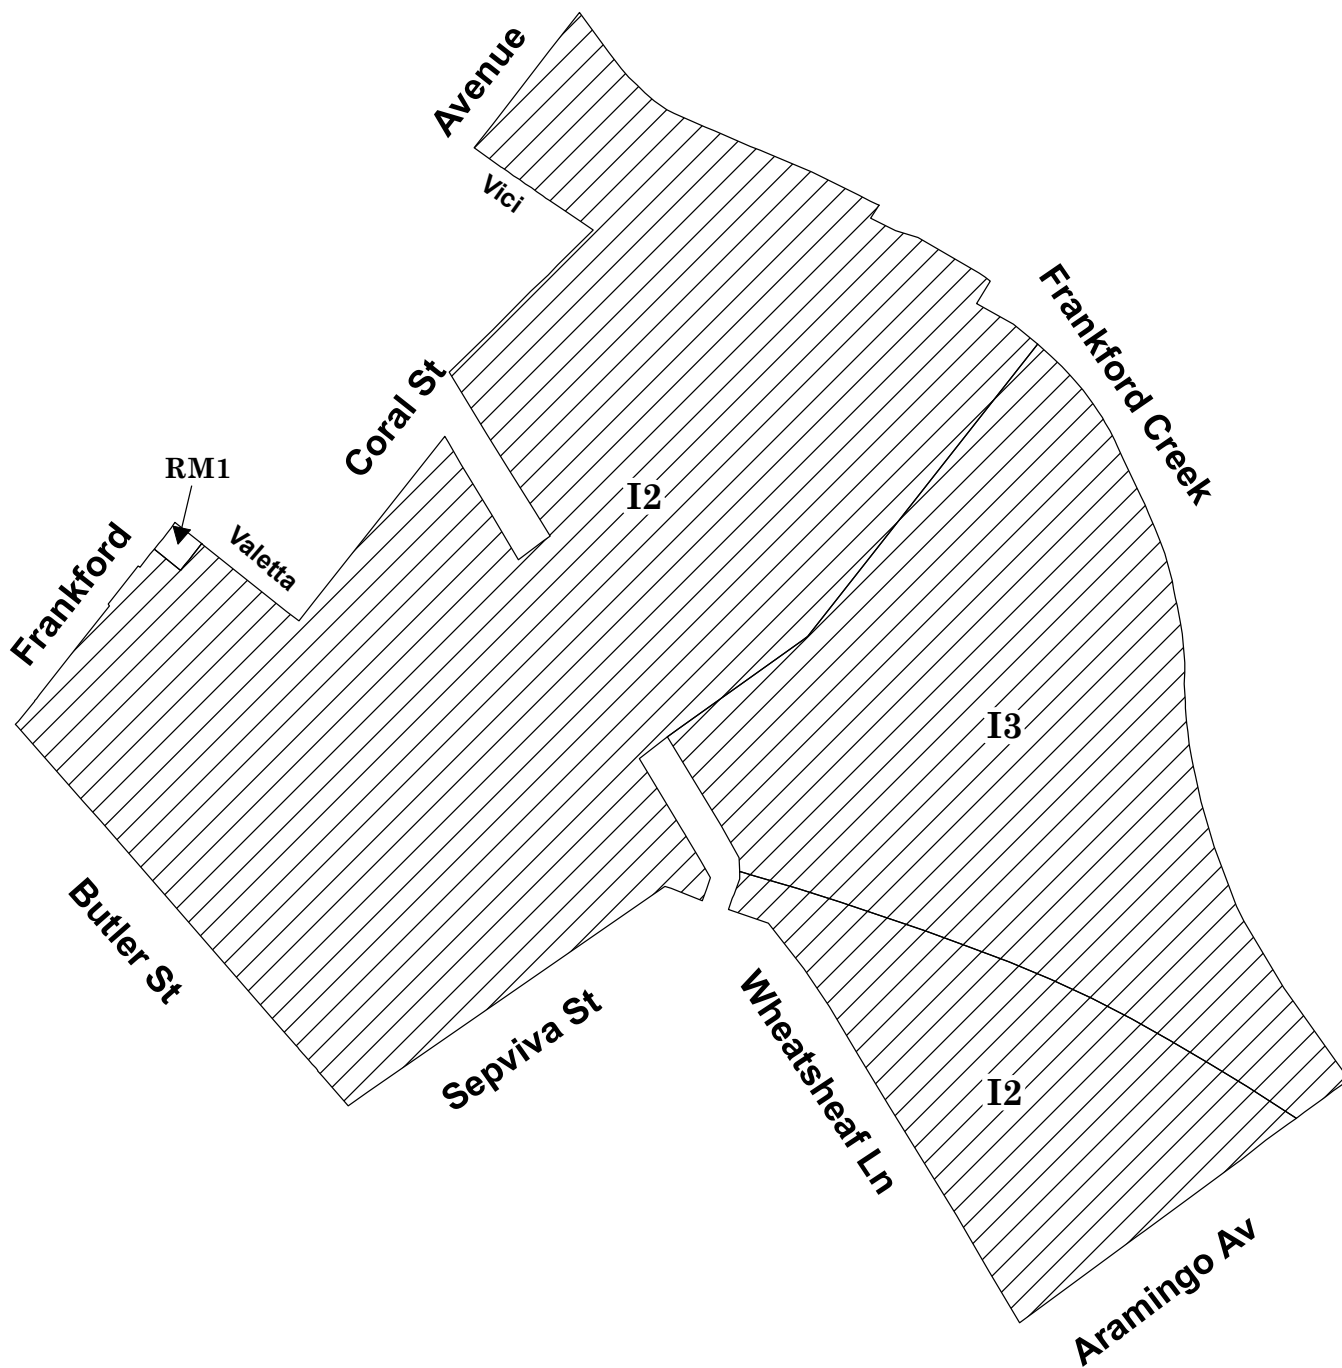 Avenue
Vici
Frankford Creek
Coral St
RM1
I2
Valetta
Frankford
I3
Butler St
Sepviva St
Wheatsheaf Ln
I2
Aramingo Av